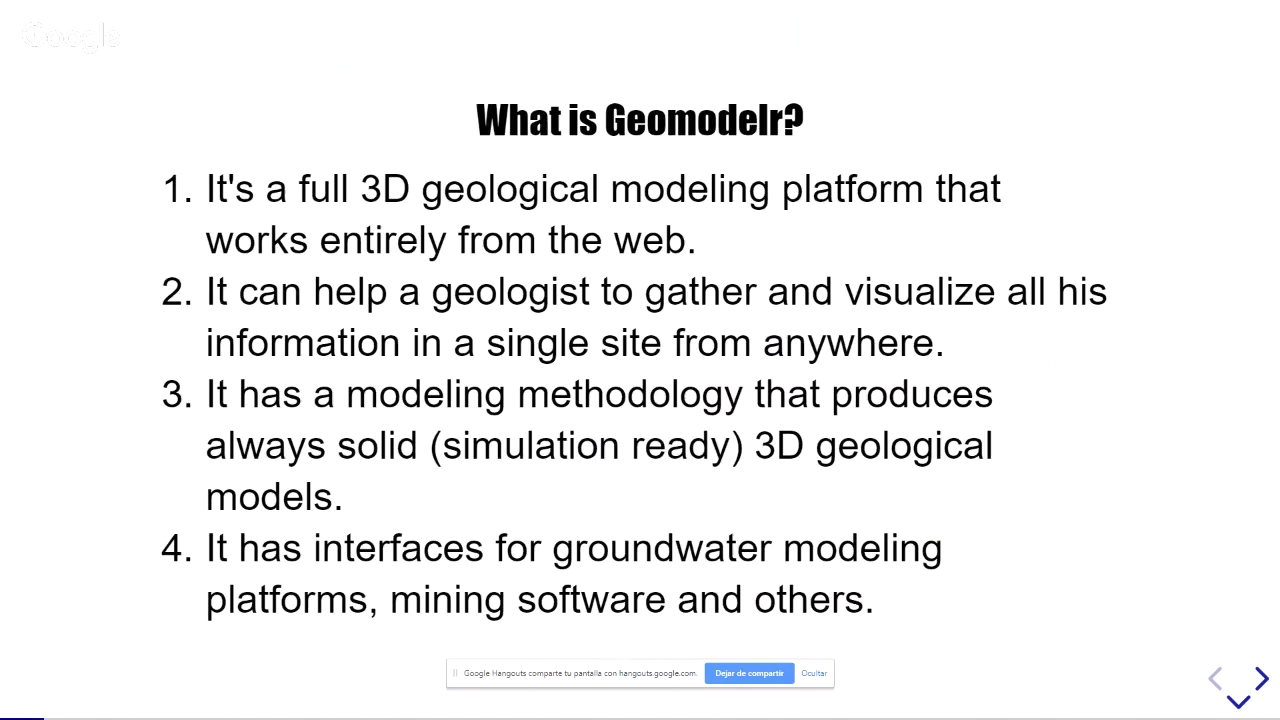 Google
What is Geomodelr?
1. It's a full 3D geological modeling platform that
works entirely from the web.
2. It can help a geologist to gather and visualize all his
information in a single site from anywhere.
3. It has a modeling methodology that produces
always solid (simulation ready) 3D geological
models.
4. It has interfaces for groundwater modeling
platforms, mining software and others.
Google Hangouts comparte tu pantalla con hangouts.google.com. Dejar de compartir Ocultar